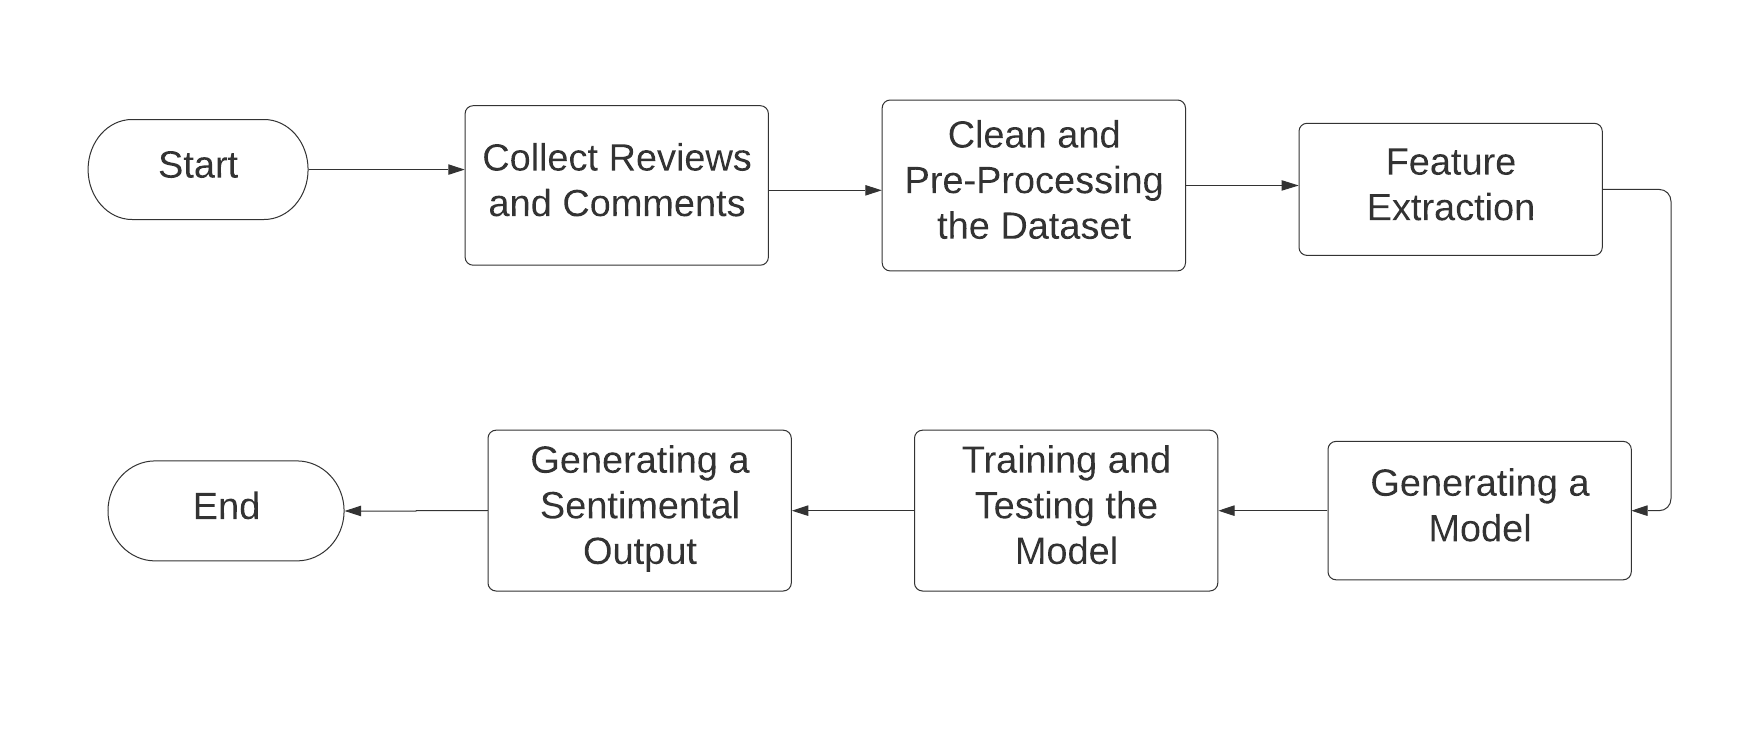 Start
Collect Reviews
and Comments
Clean and
Pre-Processing
the Dataset
Feature
Extraction
Generating a
Model
Training and
Testing the
Model
Generating a
Sentimental
Output
End